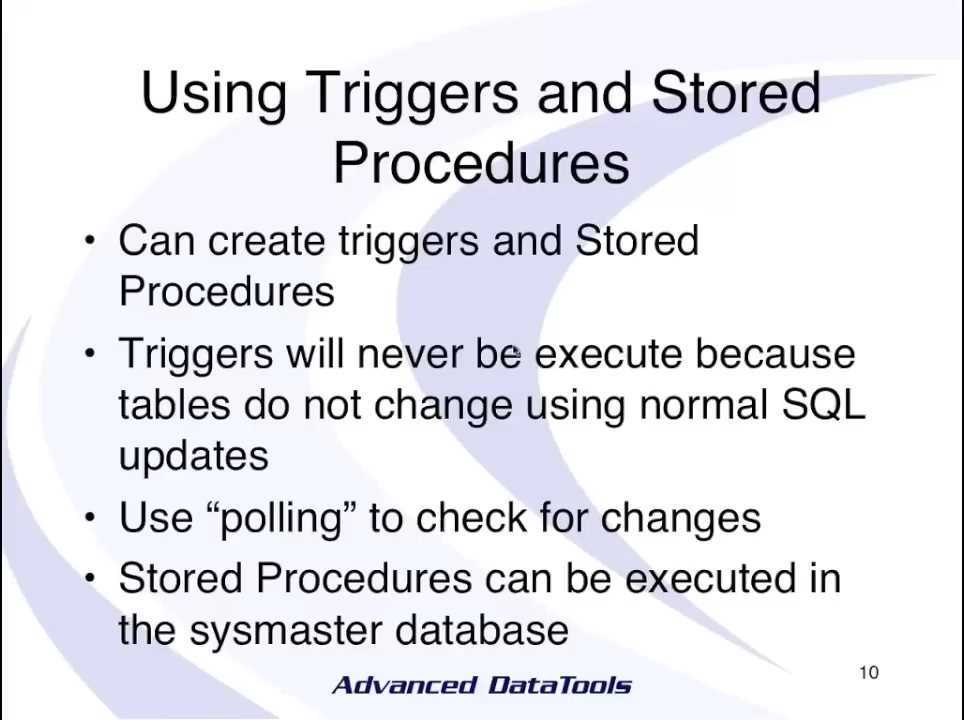 Using Triggers and Stored
Procedures
• Can create triggers and Stored
Procedures
• Triggers will never be execute because
tables do not change using normal SQL
updates
• Use “polling” to check for changes
• Stored Procedures can be executed in
the sysmaster database
Advanced DataTools
10